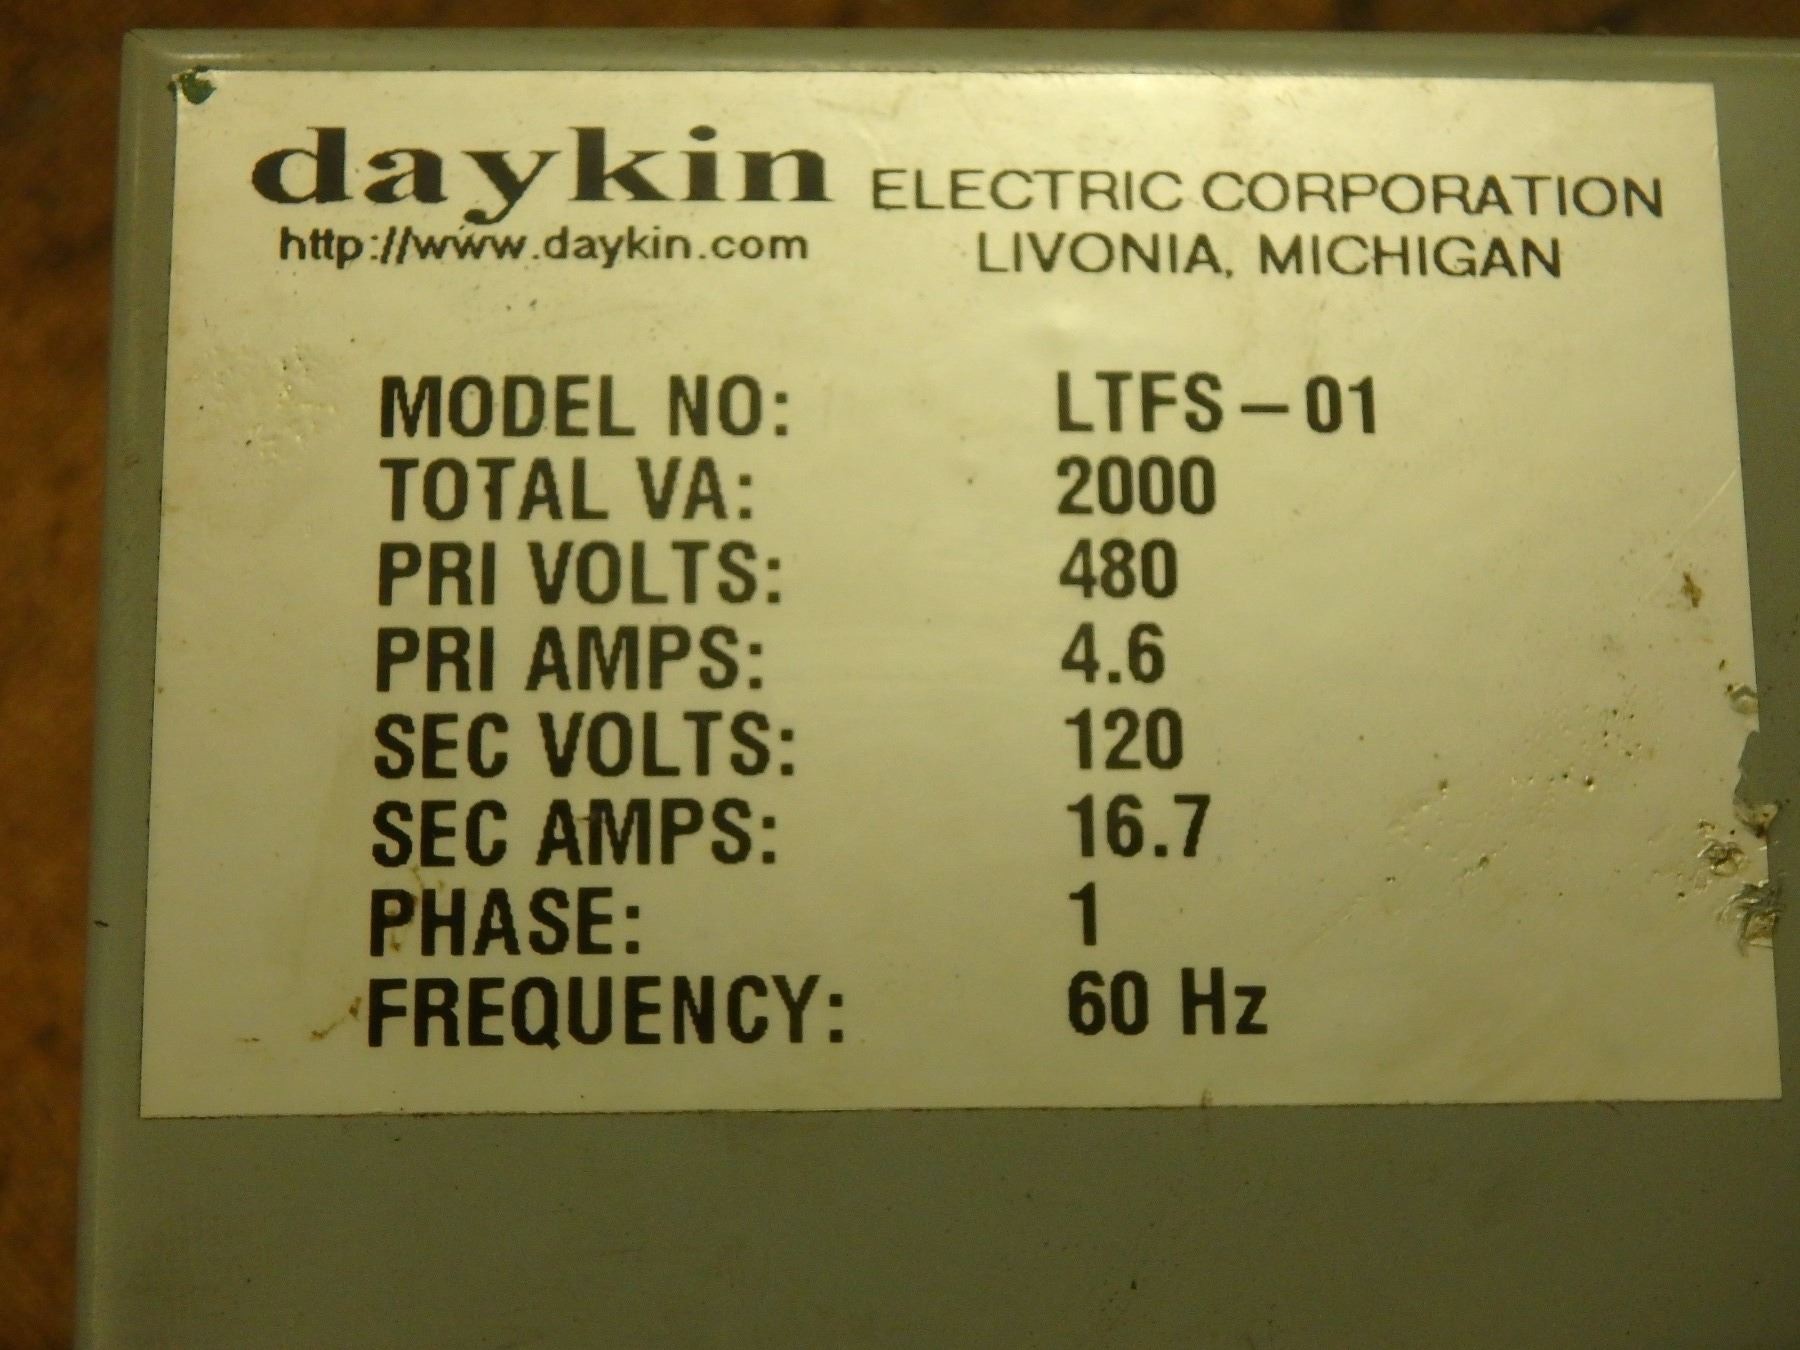 daykin ELECTRIC CORPORATION
http://www.daykin.com LIVONIA, MICHIGAN
MODEL NO: LTFS-01
TOTAL VA: 2000
PRI VOLTS: 480
PRI AMPS: 4.6
SEC VOLTS: 120
SEC AMPS: 16.7
PHASE: 1
FREQUENCY: 60 Hz